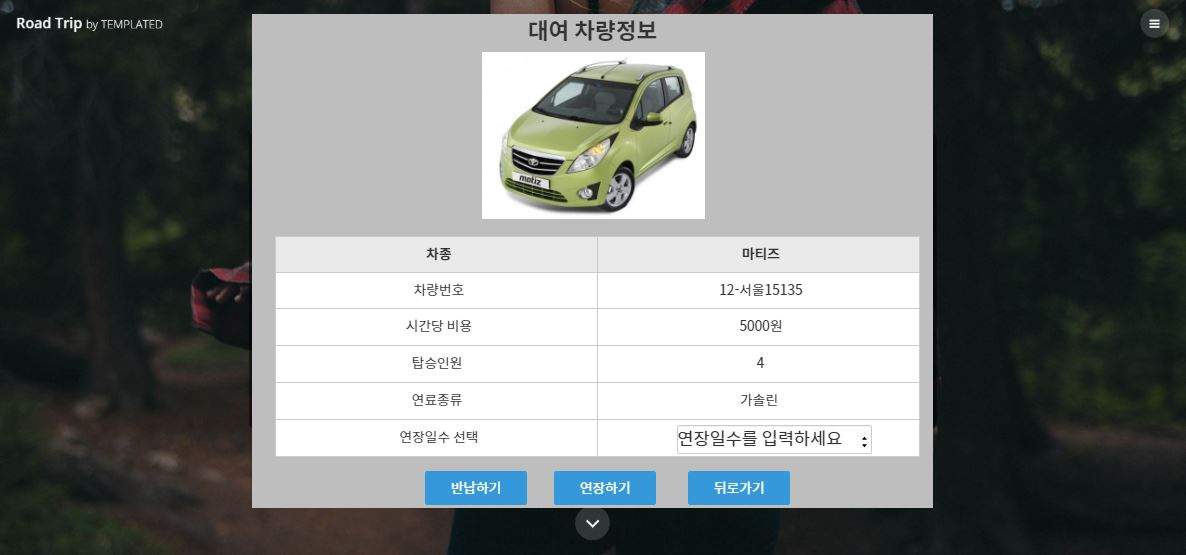 Road Trip by TEMPLATED
대여 차량정보
matiz
차종 마티즈
차량번호 12-서울15135
시간당 비용 5000원
탑승인원 4
연료종류 가솔린
연장일수 선택 연장일수를 입력하세요
반납하기 연장하기 뒤로가기